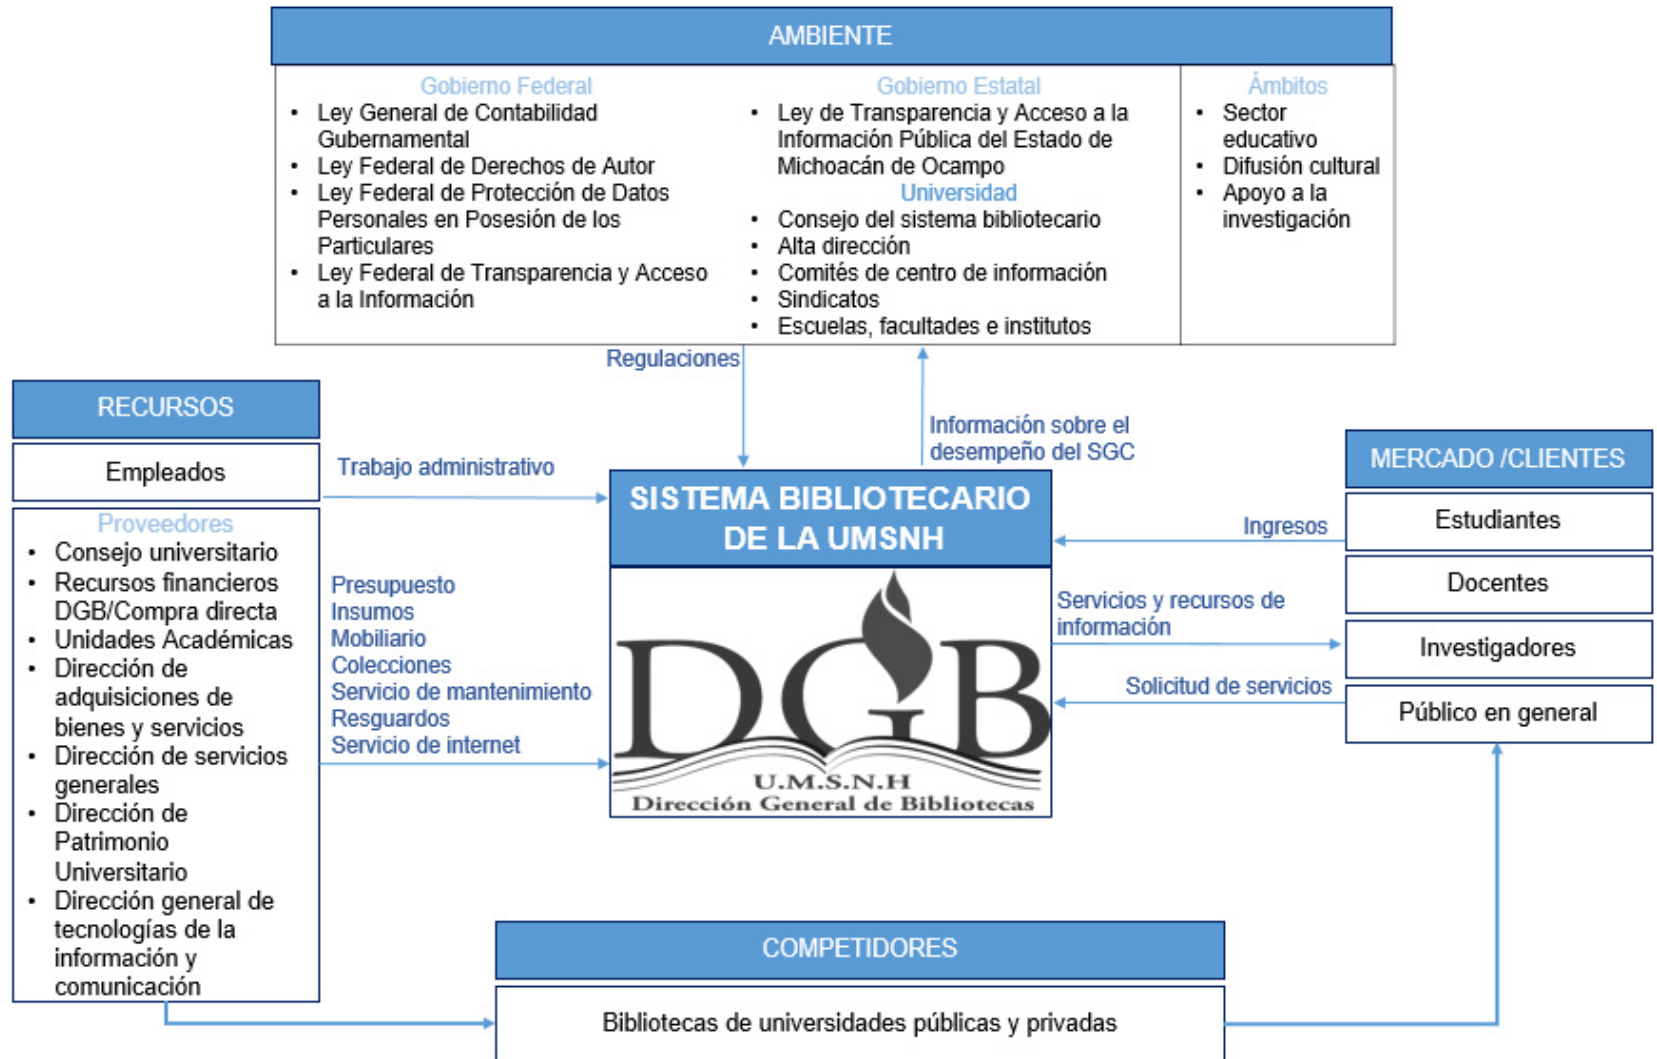 AMBIENTE
Gobierno Federal
• Ley General de Contabilidad
Gubernamental
• Ley Federal de Derechos de Autor
• Ley Federal de Protección de Datos
Personales en Posesión de los
Particulares
• Ley Federal de Transparencia y Acceso
a la Información
Gobierno Estatal
• Ley de Transparencia y Acceso a la
Información Pública del Estado de
Michoacán de Ocampo
Universidad
• Consejo del sistema bibliotecario
• Alta dirección
• Comités de centro de información
• Sindicatos
• Escuelas, facultades e institutos
Ámbitos
• Sector
educativo
• Difusión cultural
• Apoyo a la
investigación
Regulaciones
Información sobre el
desempeño del SGC
RECURSOS
Empleados
Proveedores
• Consejo universitario
• Recursos financieros
DGB/Compra directa
• Unidades Académicas
• Dirección de
adquisiciones de
bienes y servicios
• Dirección de servicios
generales
• Dirección de
Patrimonio
Universitario
• Dirección general de
tecnologías de la
información y
comunicación
Trabajo administrativo
Presupuesto
Insumos
Mobiliario
Colecciones
Servicio de mantenimiento
Resguardos
Servicio de internet
SISTEMA BIBLIOTECARIO
DE LA UMSNH
DGB
U.M.S.N.H
Dirección General de Bibliotecas
Ingresos
Servicios y recursos de
información
Solicitud de servicios
MERCADO /CLIENTES
Estudiantes
Docentes
Investigadores
Público en general
COMPETIDORES
Bibliotecas de universidades públicas y privadas